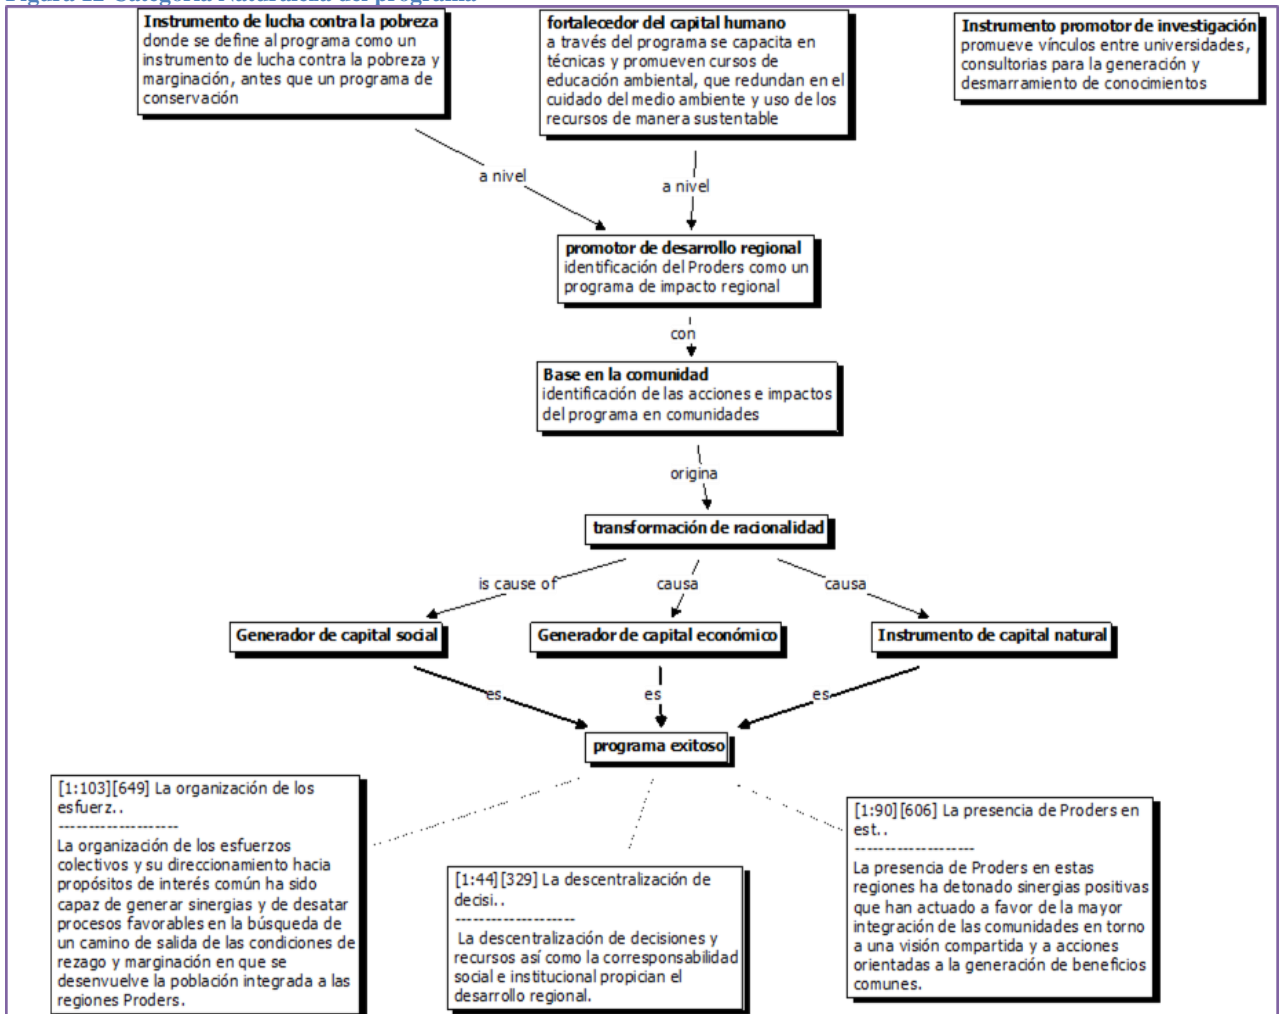 Figura 12 Categoría Naturaleza del programa
Instrumento de lucha contra la pobreza
donde se define al programa como un
instrumento de lucha contra la pobreza y
marginación, antes que un programa de
conservación
fortalecedor del capital humano
a través del programa se capacita en
técnicas y promueven cursos de
educación ambiental, que redundan en el
cuidado del medio ambiente y uso de los
recursos de manera sustentable
Instrumento promotor de investigación
promueve vínculos entre universidades,
consultorias para la generación y
desmarramiento de conocimientos
a nivel
a nivel
promotor de desarrollo regional
identificación del Proders como un
programa de impacto regional
con
Base en la comunidad
identificación de las acciones e impactos
del programa en comunidades
origina
transformación de racionalidad
is cause of
causa
causa
Generador de capital social
Generador de capital económico
Instrumento de capital natural
es
es
es
programa exitoso
[1:103][649] La organización de los
esfuerz..
--------------------
La organización de los esfuerzos
colectivos y su direccionamiento hacia
propósitos de interés común ha sido
capaz de generar sinergias y de desatar
procesos favorables en la búsqueda de
un camino de salida de las condiciones de
rezago y marginación en que se
desenvuelve la población integrada a las
regiones Proders.
[1:44][329] La descentralización de
decisi..
--------------------
La descentralización de decisiones y
recursos así como la corresponsabilidad
social e institucional propician el
desarrollo regional.
[1:90][606] La presencia de Proders en
est..
--------------------
La presencia de Proders en estas
regiones ha detonado sinergias positivas
que han actuado a favor de la mayor
integración de las comunidades en torno
a una visión compartida y a acciones
orientadas a la generación de beneficios
comunes.